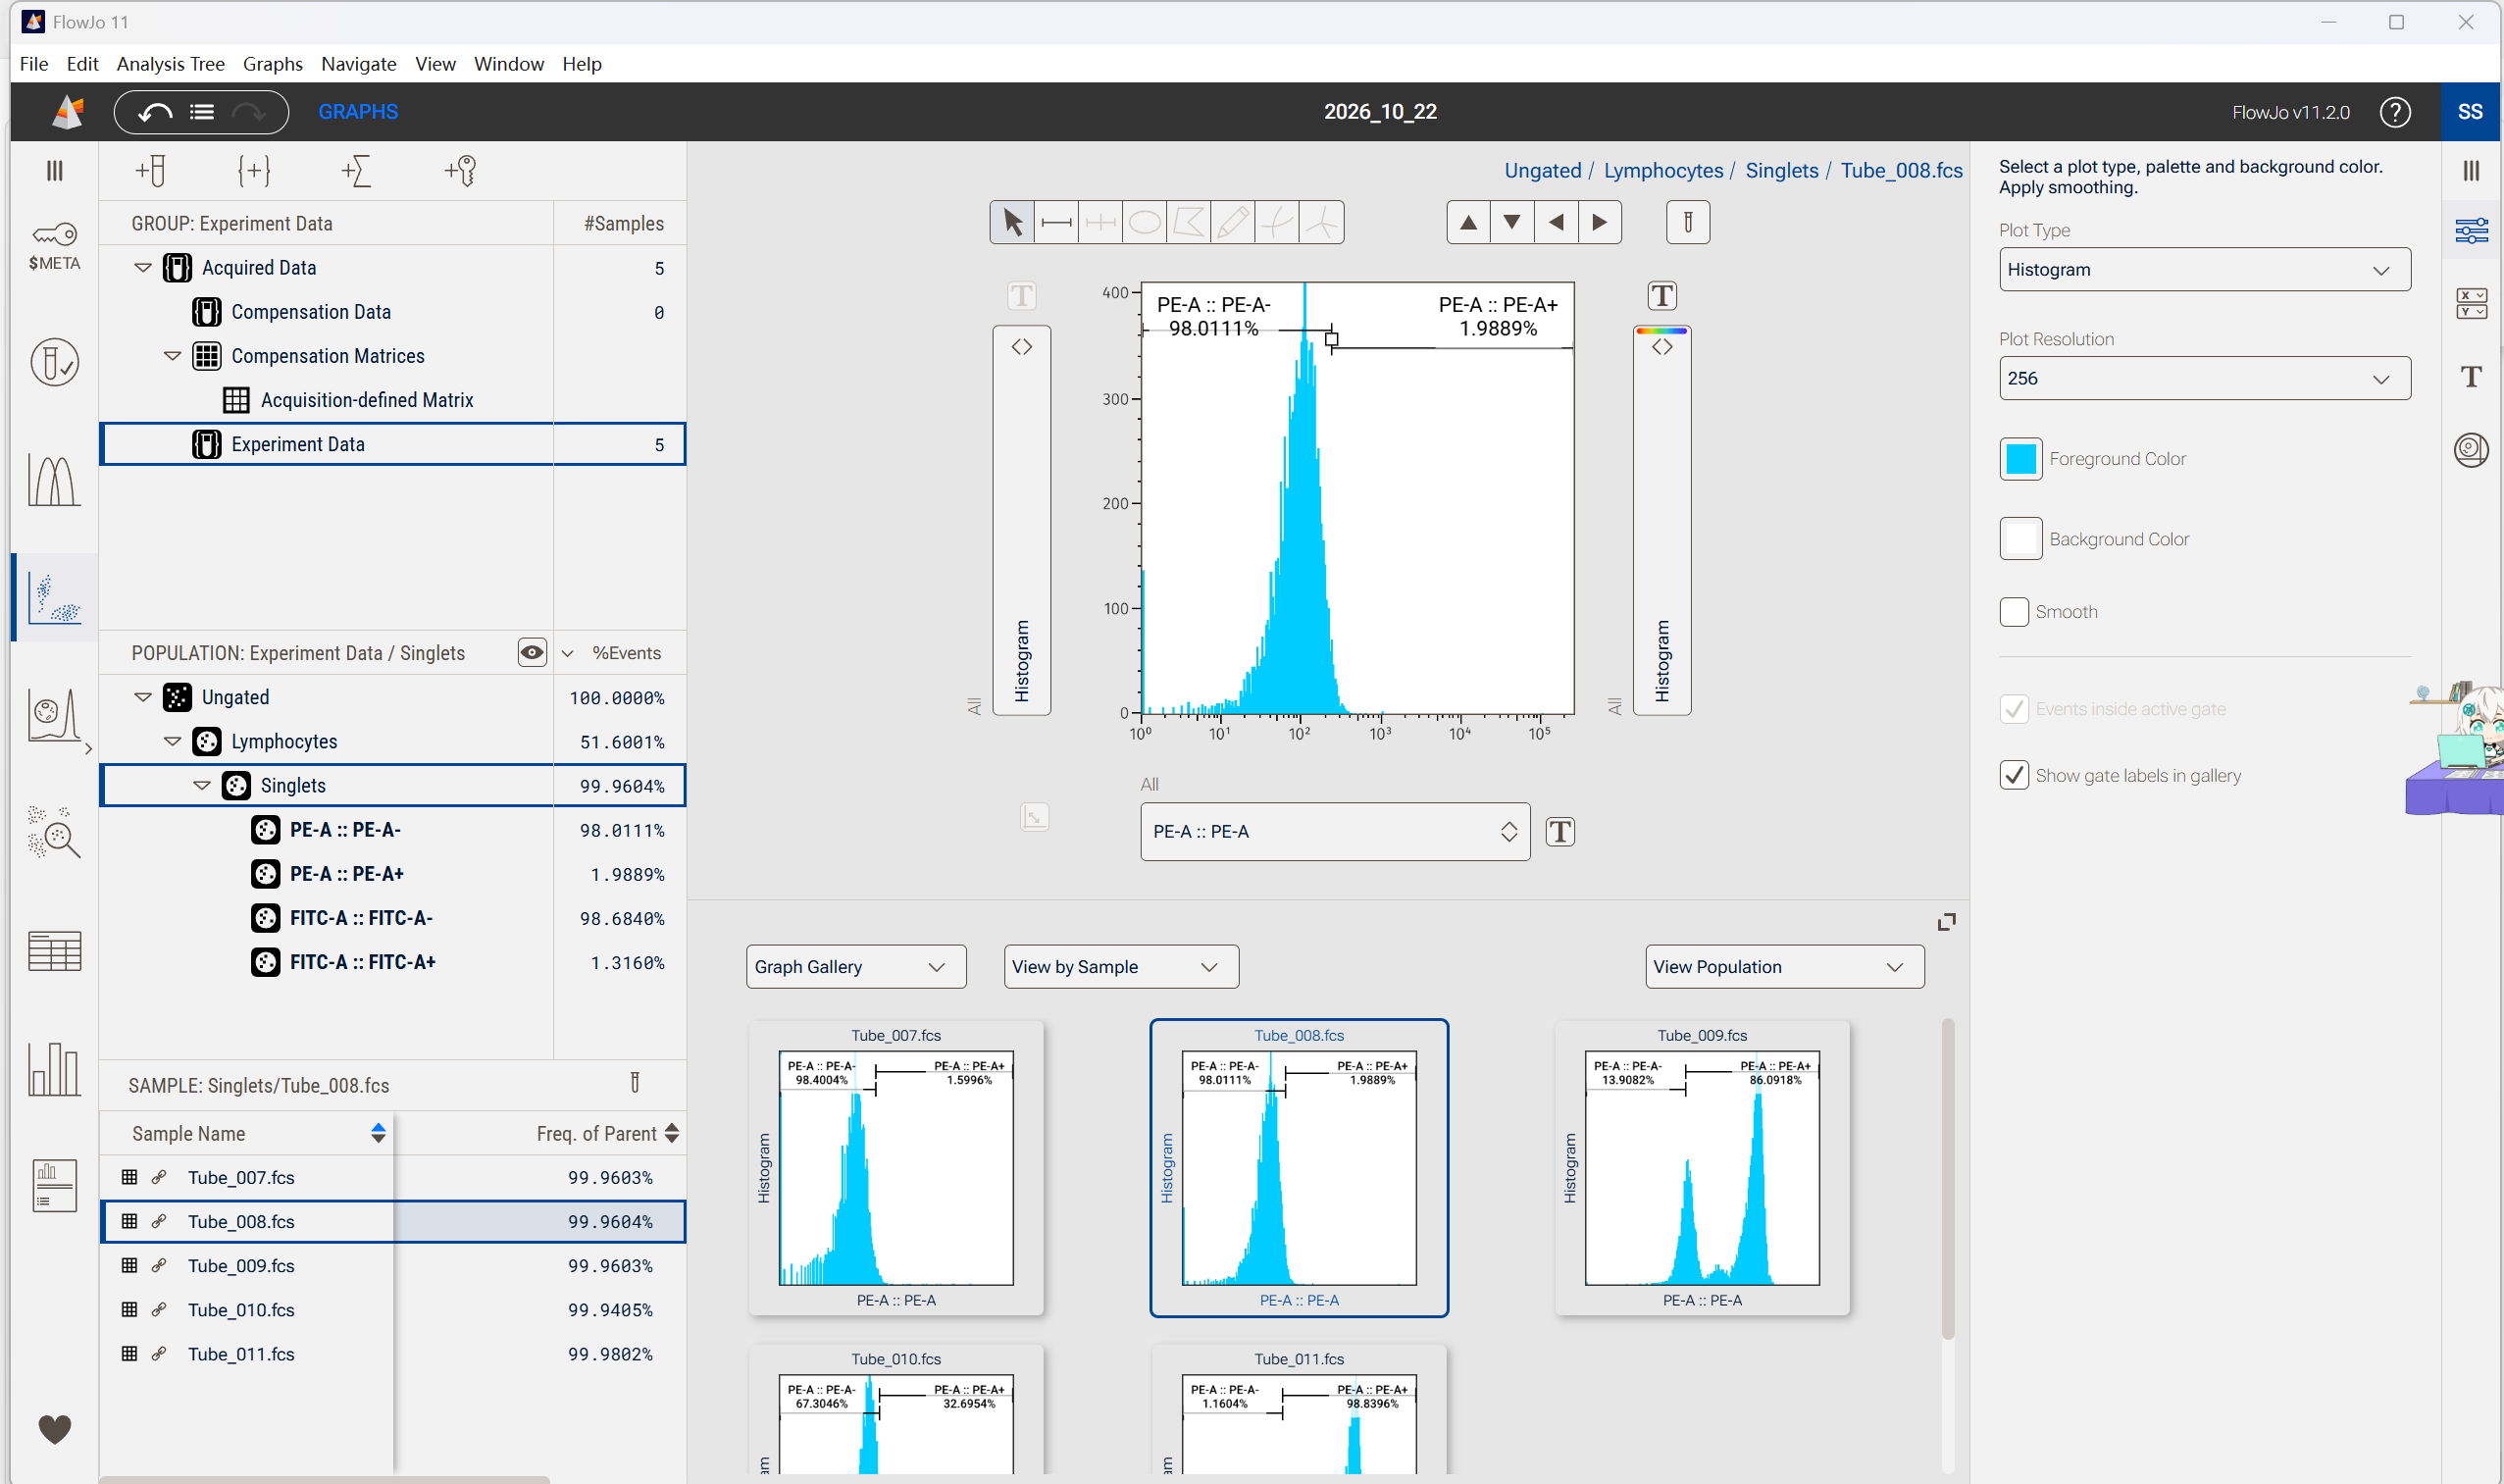 FlowJo 11
File Edit Analysis Tree Graphs Navigate View Window Help
GRAPHS
2026_10_22
FlowJo v11.2.0
?
SS
$META
GROUP: Experiment Data #Samples
Acquired Data 5
Compensation Data 0
Compensation Matrices
Acquisition-defined Matrix
Experiment Data 5
POPULATION: Experiment Data / Singlets %Events
Ungated 100.0000%
Lymphocytes 51.6001%
Singlets 99.9604%
PE-A :: PE-A- 98.0111%
PE-A :: PE-A+ 1.9889%
FITC-A :: FITC-A- 98.6840%
FITC-A :: FITC-A+ 1.3160%
SAMPLE: Singlets/Tube_008.fcs
Sample Name Freq. of Parent
Tube_007.fcs 99.9603%
Tube_008.fcs 99.9604%
Tube_009.fcs 99.9603%
Tube_010.fcs 99.9405%
Tube_011.fcs 99.9802%
Ungated / Lymphocytes / Singlets / Tube_008.fcs
T
T
Histogram
All
400
300
200
100
0
PE-A :: PE-A-
98.0111%
PE-A :: PE-A+
1.9889%
10⁰ 10¹ 10² 10³ 10⁴ 10⁵
Histogram
All
All
PE-A :: PE-A
T
Graph Gallery
View by Sample
View Population
Tube_007.fcs
PE-A :: PE-A-
98.4004%
PE-A :: PE-A+
1.5996%
Histogram
PE-A :: PE-A
Tube_008.fcs
PE-A :: PE-A-
98.0111%
PE-A :: PE-A+
1.9889%
Histogram
PE-A :: PE-A
Tube_009.fcs
PE-A :: PE-A-
13.9082%
PE-A :: PE-A+
86.0918%
Histogram
PE-A :: PE-A
Tube_010.fcs
PE-A :: PE-A-
67.3046%
PE-A :: PE-A+
32.6954%
Tube_011.fcs
PE-A :: PE-A-
1.1604%
PE-A :: PE-A+
98.8396%
Select a plot type, palette and background color.
Apply smoothing.
Plot Type
Histogram
Plot Resolution
256
Foreground Color
Background Color
Smooth
Events inside active gate
Show gate labels in gallery
X
Y
T